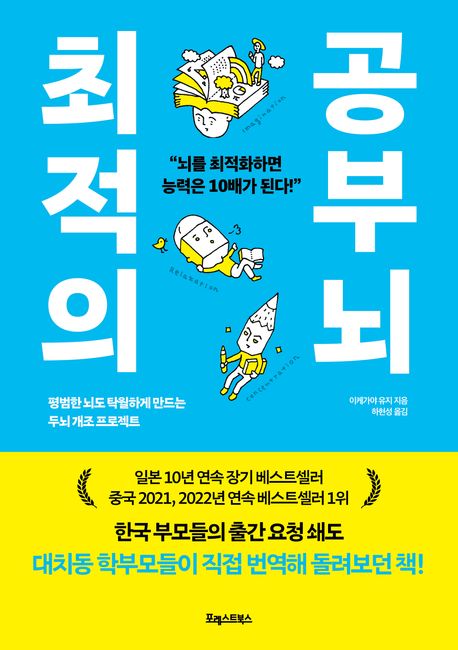 최적의
공부뇌
imagination
“뇌를 최적화하면
능력은 10배가 된다!”
Relaxation
concentration
평범한 뇌도 탁월하게 만드는
두뇌 개조 프로젝트
이케가야 유지 지음
하현성 옮김
일본 10년 연속 장기 베스트셀러
중국 2021, 2022년 연속 베스트셀러 1위
한국 부모들의 출간 요청 쇄도
대치동 학부모들이 직접 번역해 돌려보던 책!
포레스트북스